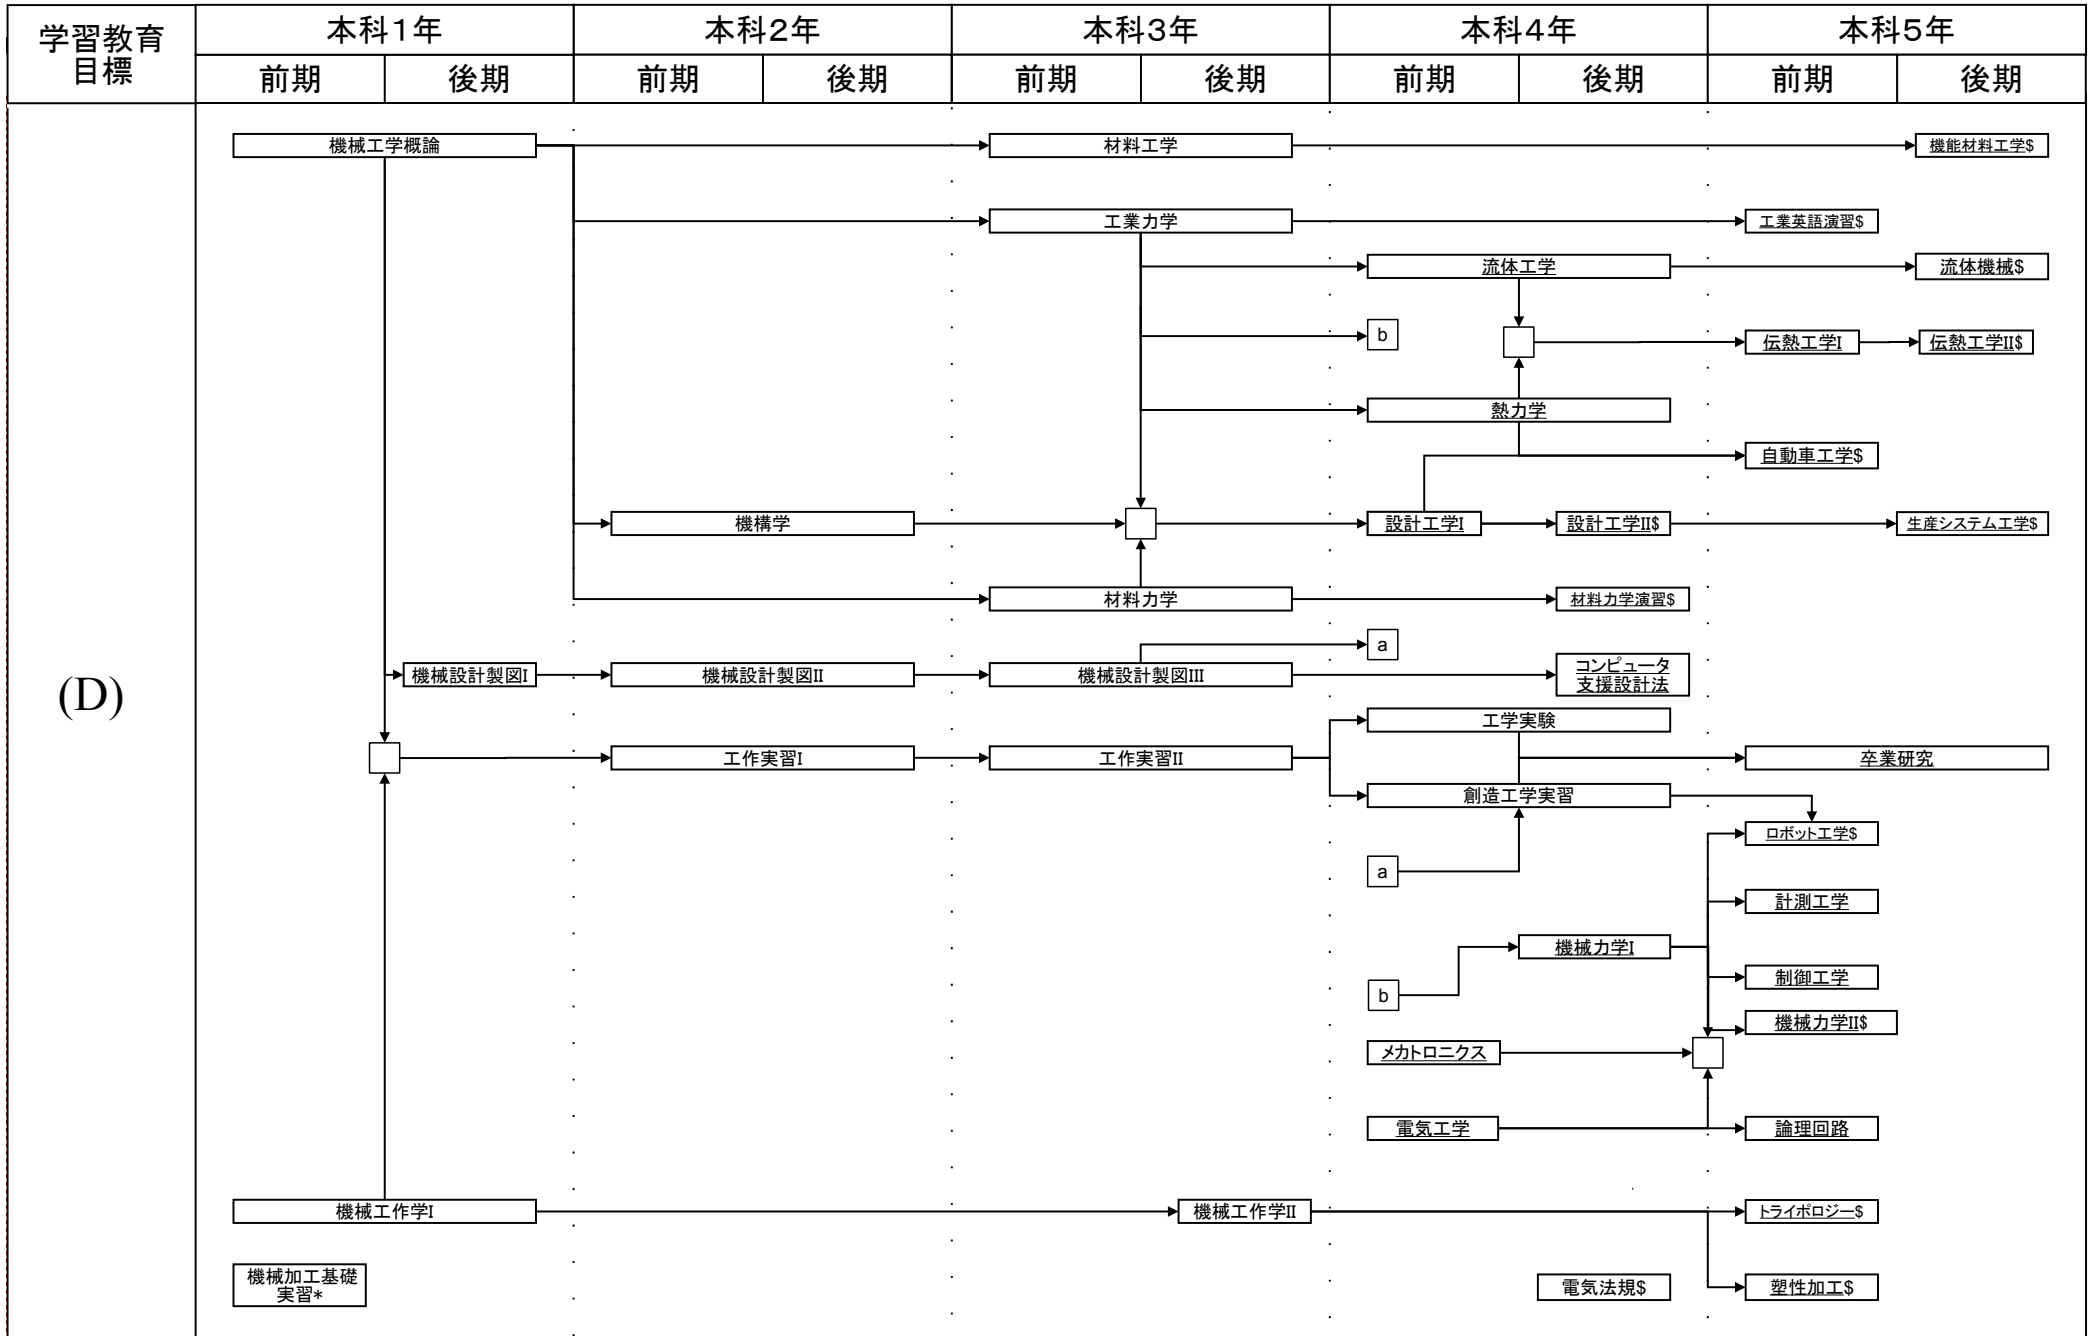 学習教育
目標
本科1年
本科2年
本科3年
本科4年
本科5年
前期
後期
前期
後期
前期
後期
前期
後期
前期
後期
(D)
機械工学概論
材料工学
機能材料工学$
工業力学
工業英語演習$
流体工学
流体機械$
b
伝熱工学I
伝熱工学II$
熱力学
自動車工学$
機構学
設計工学I
設計工学II$
生産システム工学$
材料力学
材料力学演習$
a
機械設計製図I
機械設計製図II
機械設計製図III
コンピュータ
支援設計法
工学実験
工作実習I
工作実習II
卒業研究
創造工学実習
ロボット工学$
a
計測工学
機械力学I
制御工学
b
機械力学II$
メカトロニクス
電気工学
論理回路
機械工作学I
機械工作学II
トライポロジー$
機械加工基礎
実習*
電気法規$
塑性加工$